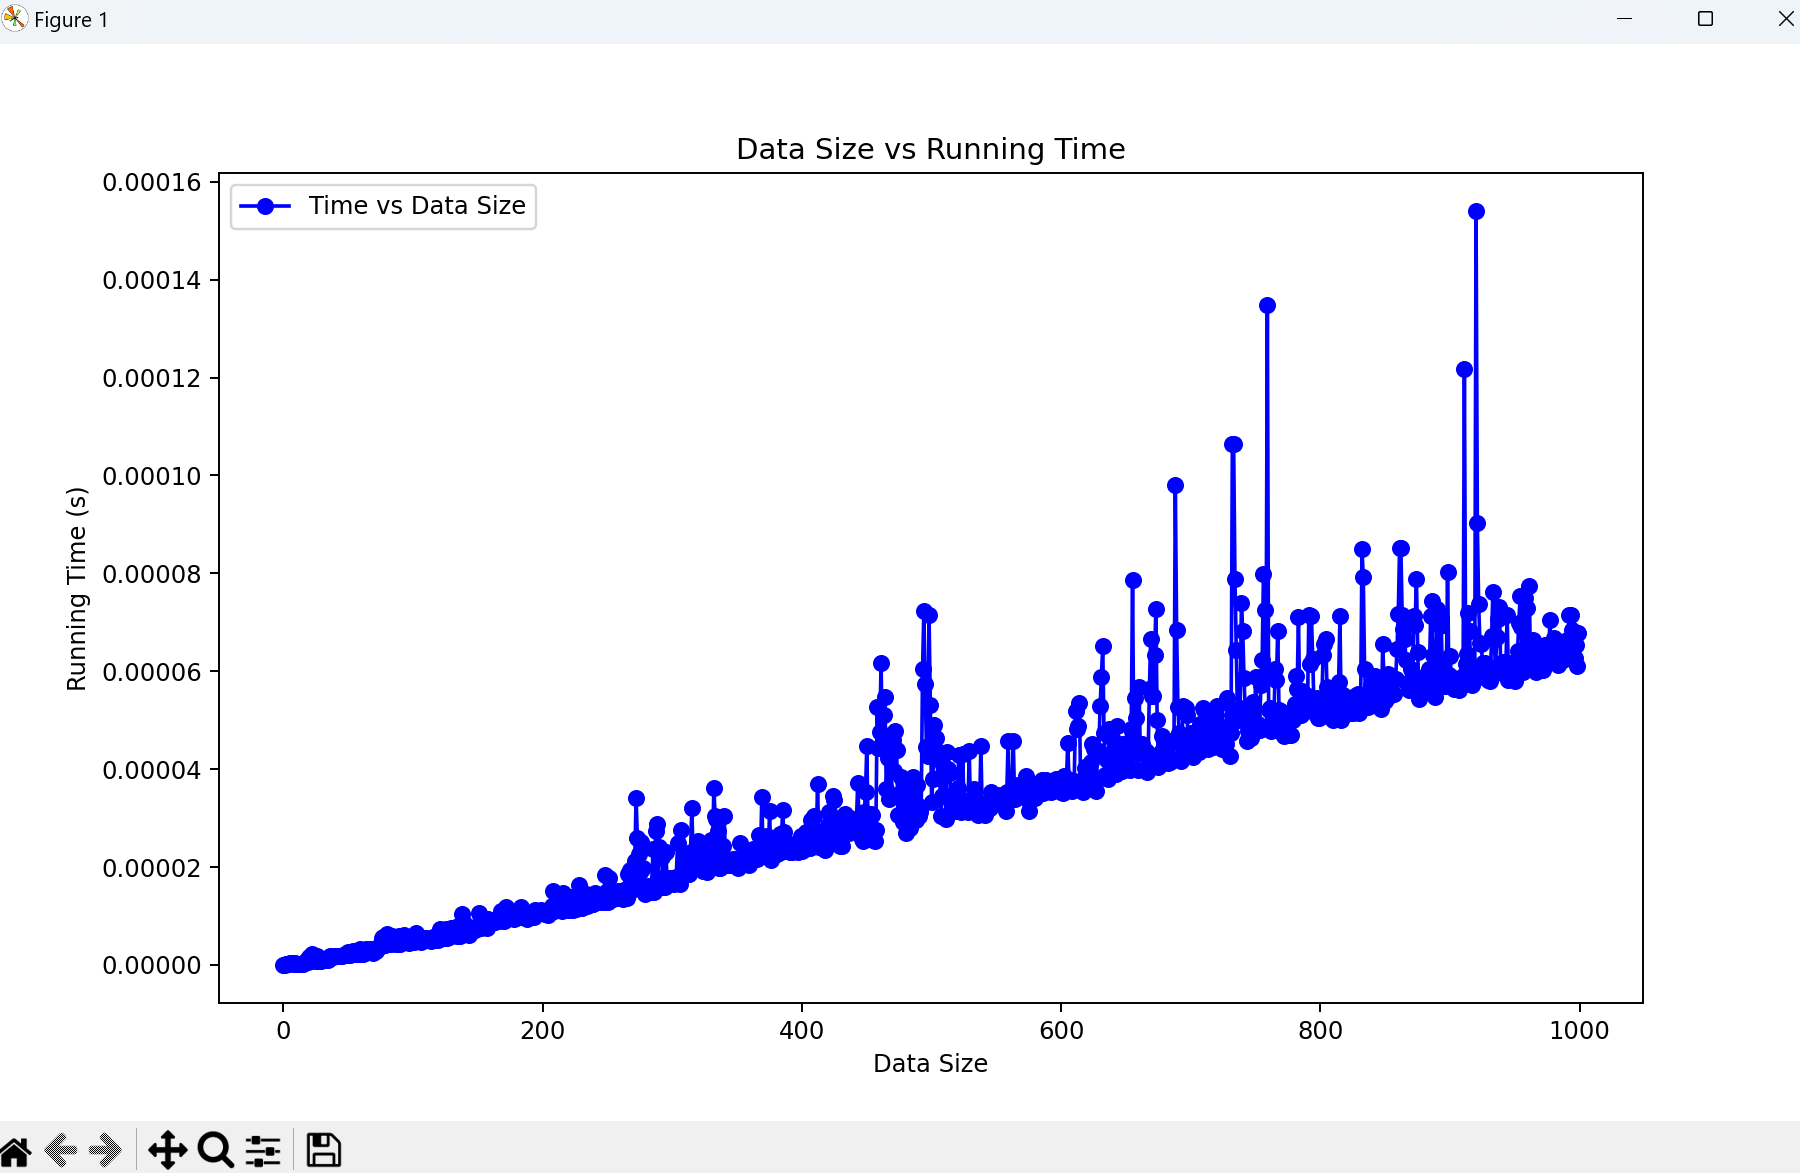 Figure 1
Data Size vs Running Time
Time vs Data Size
0.00016
0.00014
0.00012
0.00010
0.00008
0.00006
0.00004
0.00002
0.00000
Running Time (s)
0 200 400 600 800 1000
Data Size